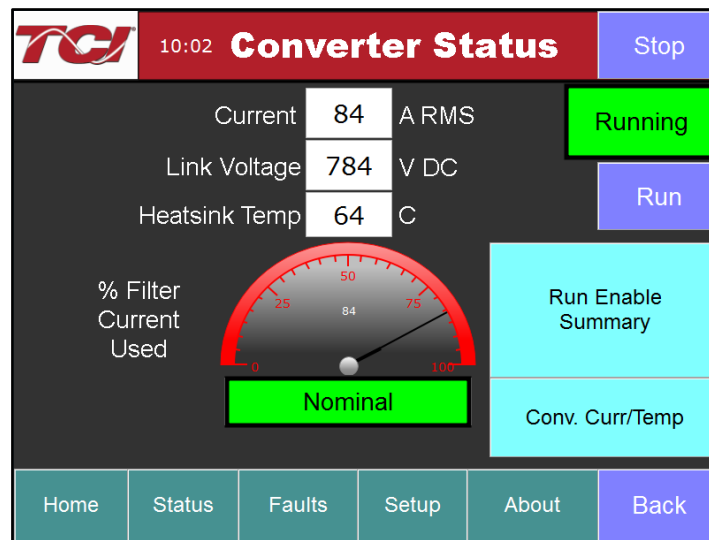 TCI 10:02 Converter Status Stop
Current 84 A RMS
Running
Link Voltage 784 V DC
Run
Heatsink Temp 64 C
% Filter
Current
Used
0 25 50 75 100
84
Nominal
Run Enable
Summary
Conv. Curr/Temp
Home Status Faults Setup About Back